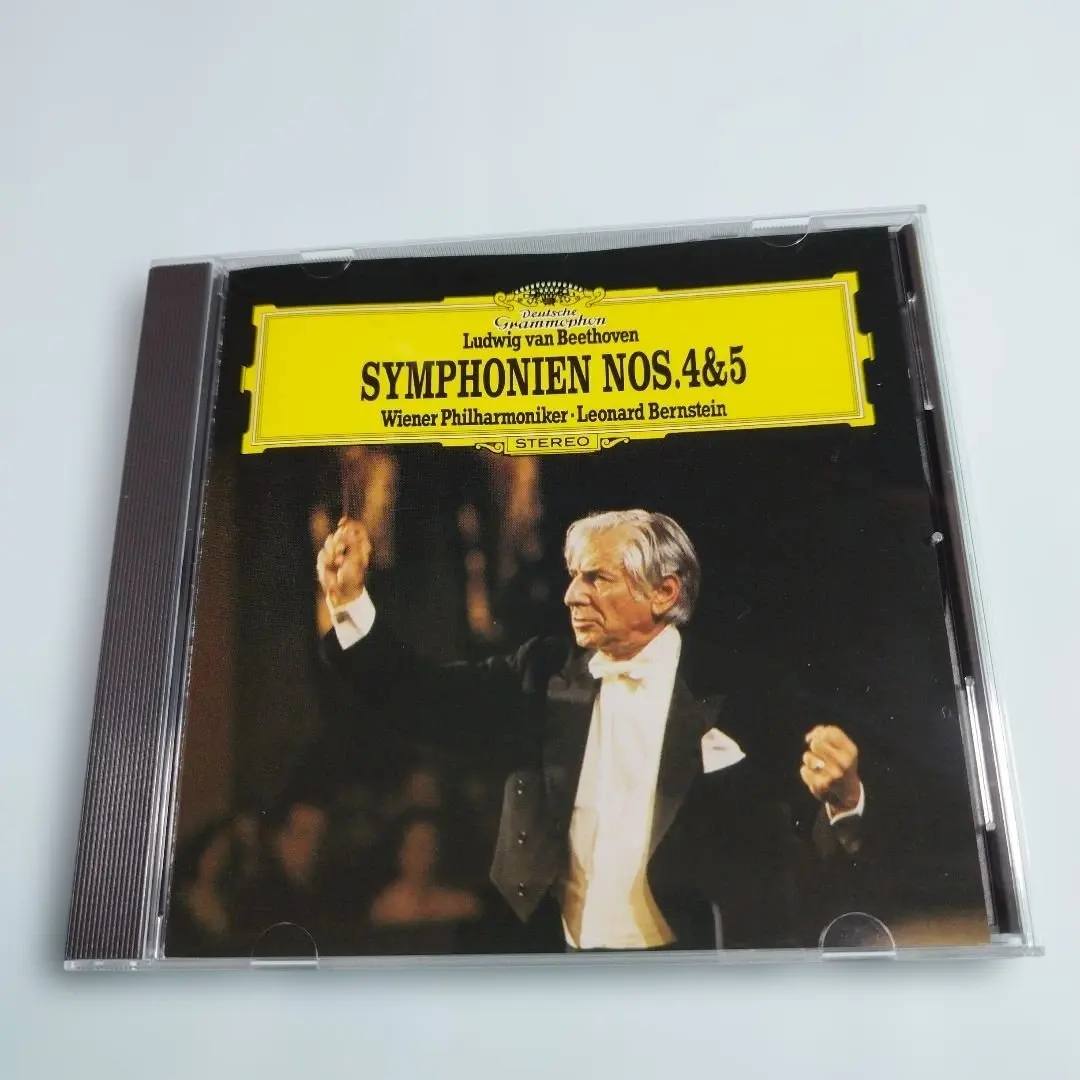 Deutsche
Grammophon
Ludwig van Beethoven
SYMPHONIEN NOS.4&5
Wiener Philharmoniker·Leonard Bernstein
STEREO